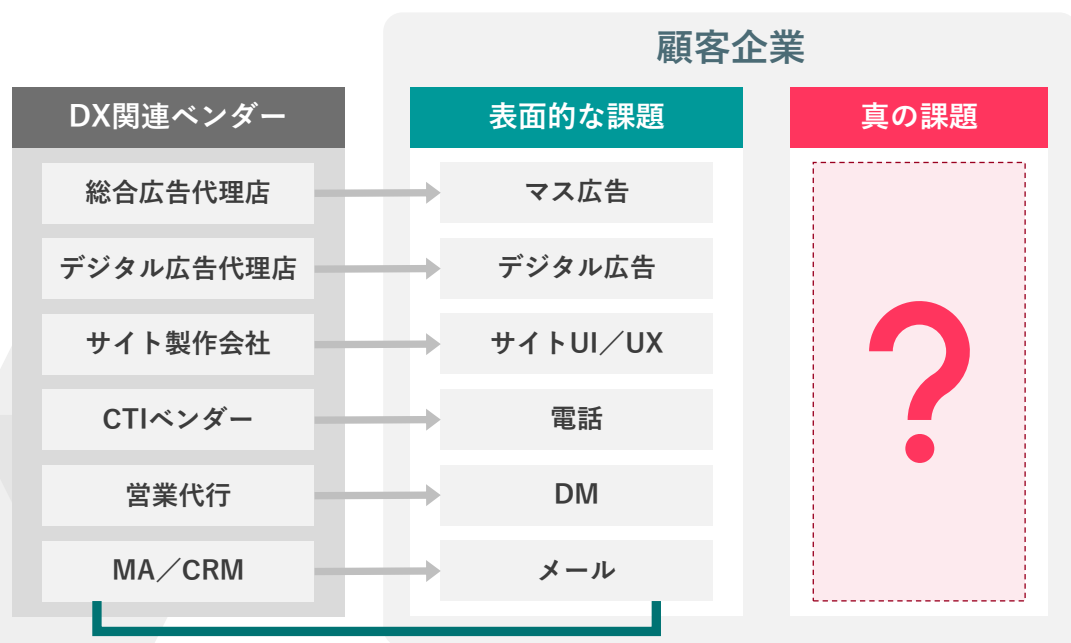 顧客企業
DX関連ベンダー
表面的な課題
真の課題
総合広告代理店
マス広告
デジタル広告代理店
デジタル広告
サイト製作会社
サイトUI／UX
CTIベンダー
電話
営業代行
DM
MA／CRM
メール
?